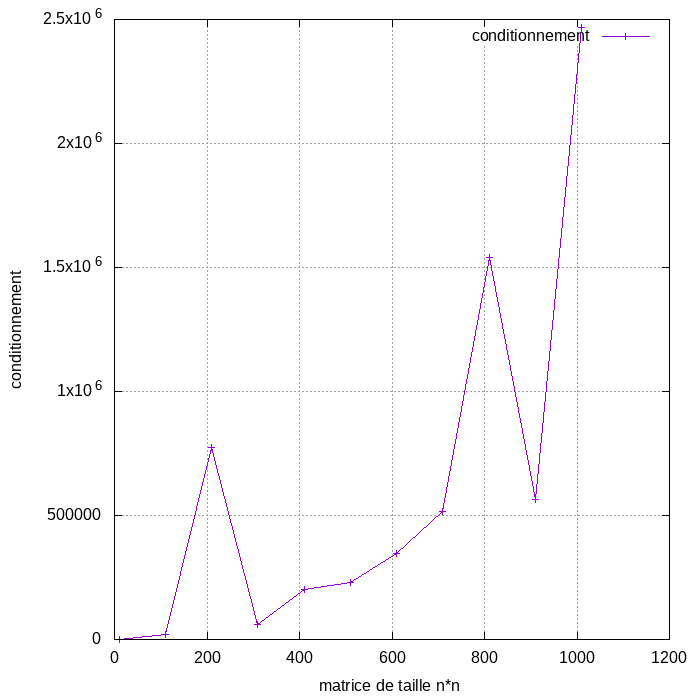 2.5x10 6
conditionnement
2x10 6
1.5x10 6
conditionnement
1x10 6
500000
0
0 200 400 600 800 1000 1200
matrice de taille n*n